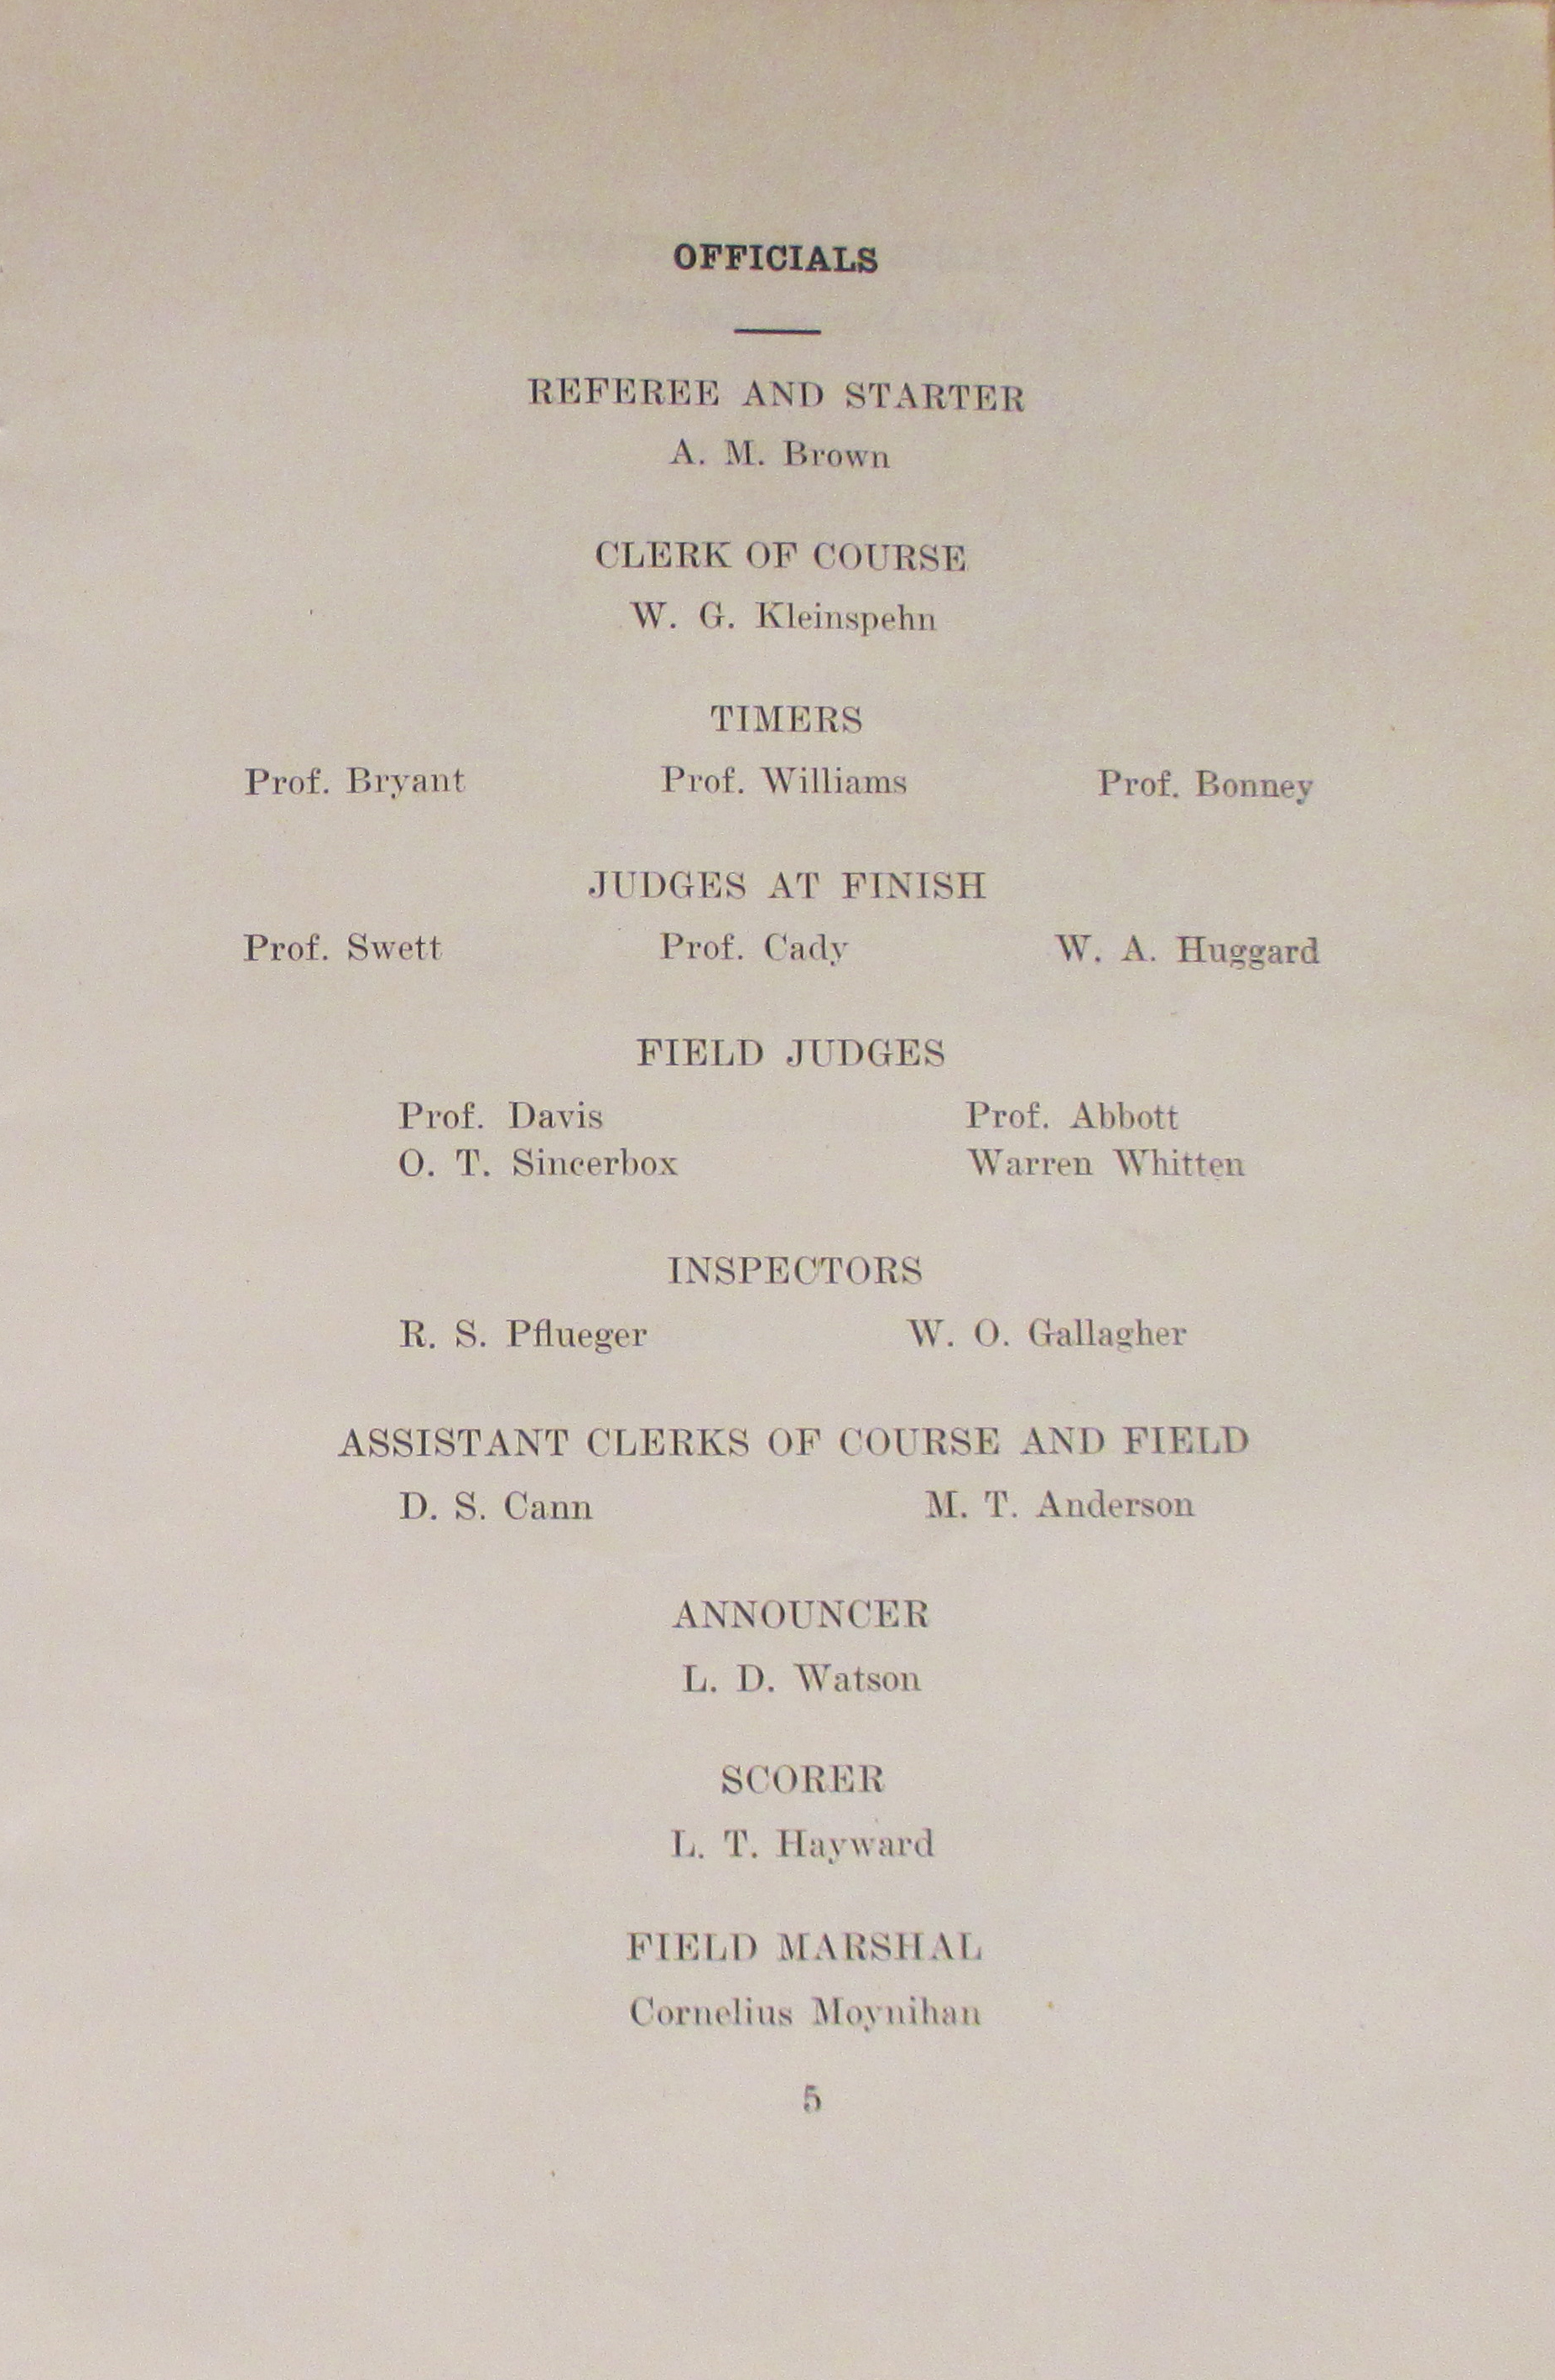 OFFICIALS
REFEREE AND STARTER
A. M. Brown
CLERK OF COURSE
W. G. Kleinspehn
TIMERS
Prof. Bryant Prof. Williams Prof. Bonney
JUDGES AT FINISH
Prof. Swett Prof. Cady W. A. Huggard
FIELD JUDGES
Prof. Davis Prof. Abbott
O. T. Sincerbox Warren Whitten
INSPECTORS
R. S. Pflueger W. O. Gallagher
ASSISTANT CLERKS OF COURSE AND FIELD
D. S. Cann M. T. Anderson
ANNOUNCER
L. D. Watson
SCORER
L. T. Hayward
FIELD MARSHAL
Cornelius Moynihan
5